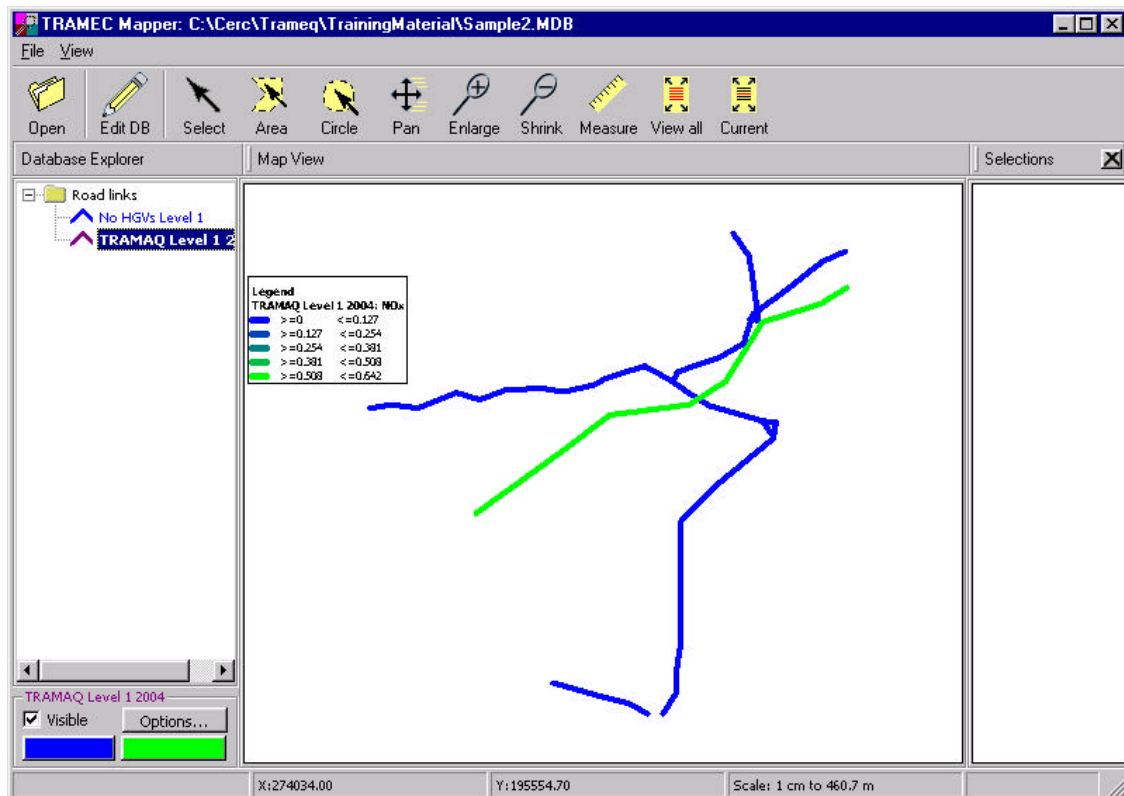 TRAMEC Mapper: C:\Cerc\Trameq\TrainingMaterial\Sample2.MDB
File View
Open Edit DB Select Area Circle Pan Enlarge Shrink Measure View all Current
Database Explorer Map View Selections
Road links
No HGVs Level 1
TRAMAQ Level 1 2
Legend
TRAMAQ Level 1 2004: NOx
>=0 <=0.127
>=0.127 <=0.254
>=0.254 <=0.381
>=0.381 <=0.508
>=0.508 <=0.642
TRAMAQ Level 1 2004
Visible Options...
X:274034.00 Y:195554.70 Scale: 1 cm to 460.7 m